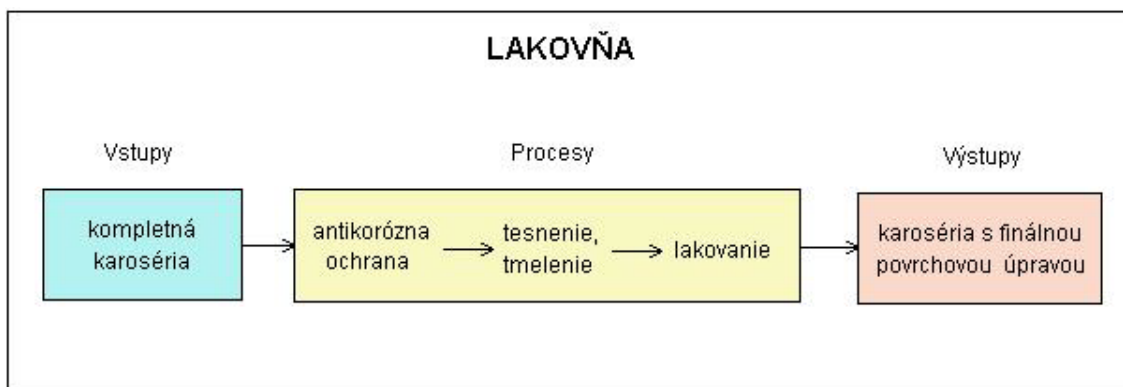 LAKOVŇA
Vstupy
Procesy
Výstupy
kompletná
karoséria
antikorózna
ochrana
tesnenie,
tmelenie
lakovanie
karoséria s finálnou
povrchovou úpravou